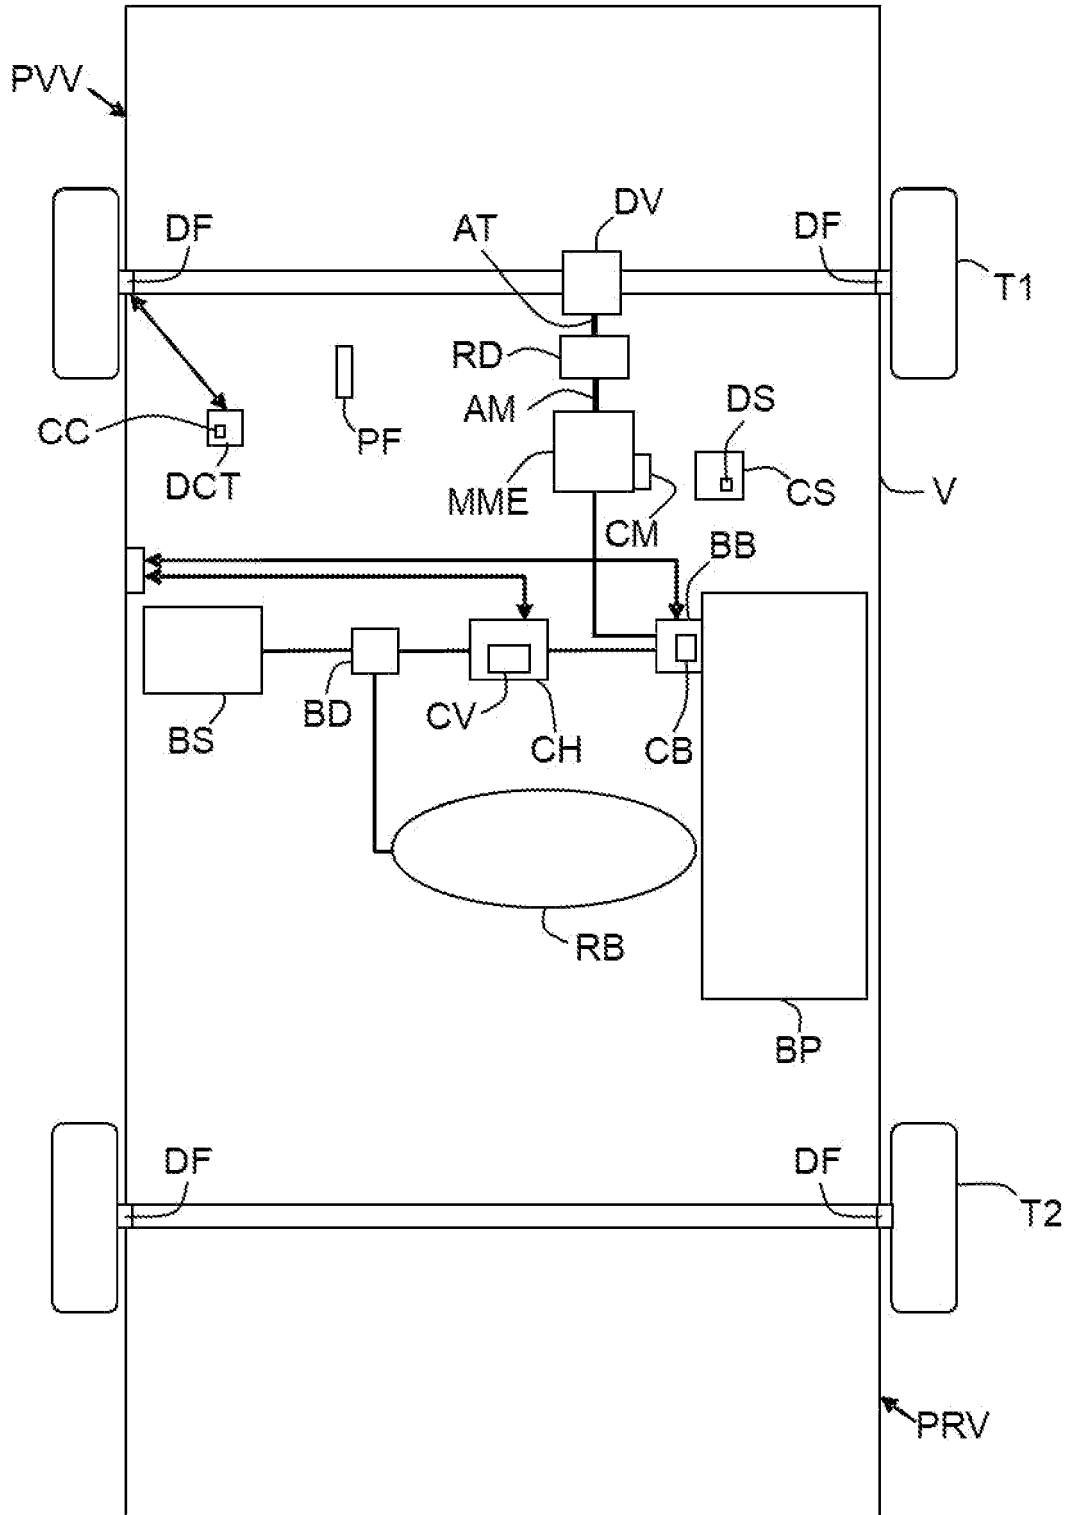 PVV
DV
DF
AT
DF
T1
RD
DS
AM
CC
PF
DCT
MME
CS
V
CM
BB
BD
CV
BS
CH
CB
RB
BP
DF
DF
T2
PRV